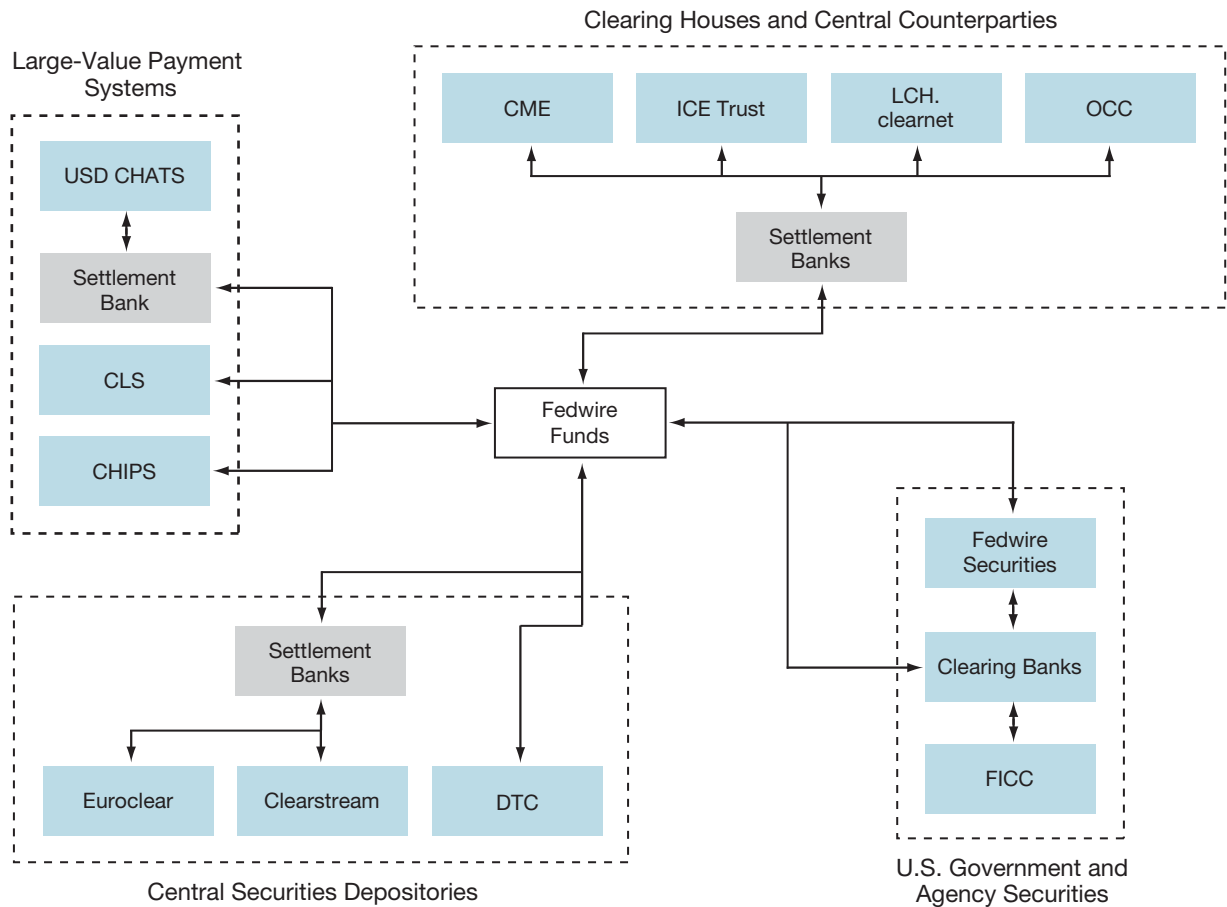 Clearing Houses and Central Counterparties
Large-Value Payment
Systems
CME
ICE Trust
LCH.
clearnet
OCC
USD CHATS
Settlement
Bank
Settlement
Banks
CLS
CHIPS
Fedwire
Funds
Fedwire
Securities
Settlement
Banks
Clearing Banks
Euroclear
Clearstream
DTC
FICC
Central Securities Depositories
U.S. Government and
Agency Securities